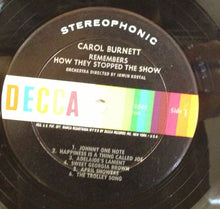 STEREOPHONIC
CAROL BURNETT
REMEMBERS
HOW THEY STOPPED THE SHOW
ORCHESTRA DIRECTED BY IRWIN KOSTAL
DECCA
Side 1
1. JOHNNY ONE NOTE
2. HAPPINESS IS A THING CALLED JOE
3. ADELAIDE'S LAMENT
4. SWEET GEORGIA BROWN
5. APRIL SHOWERS
6. THE TROLLEY SONG